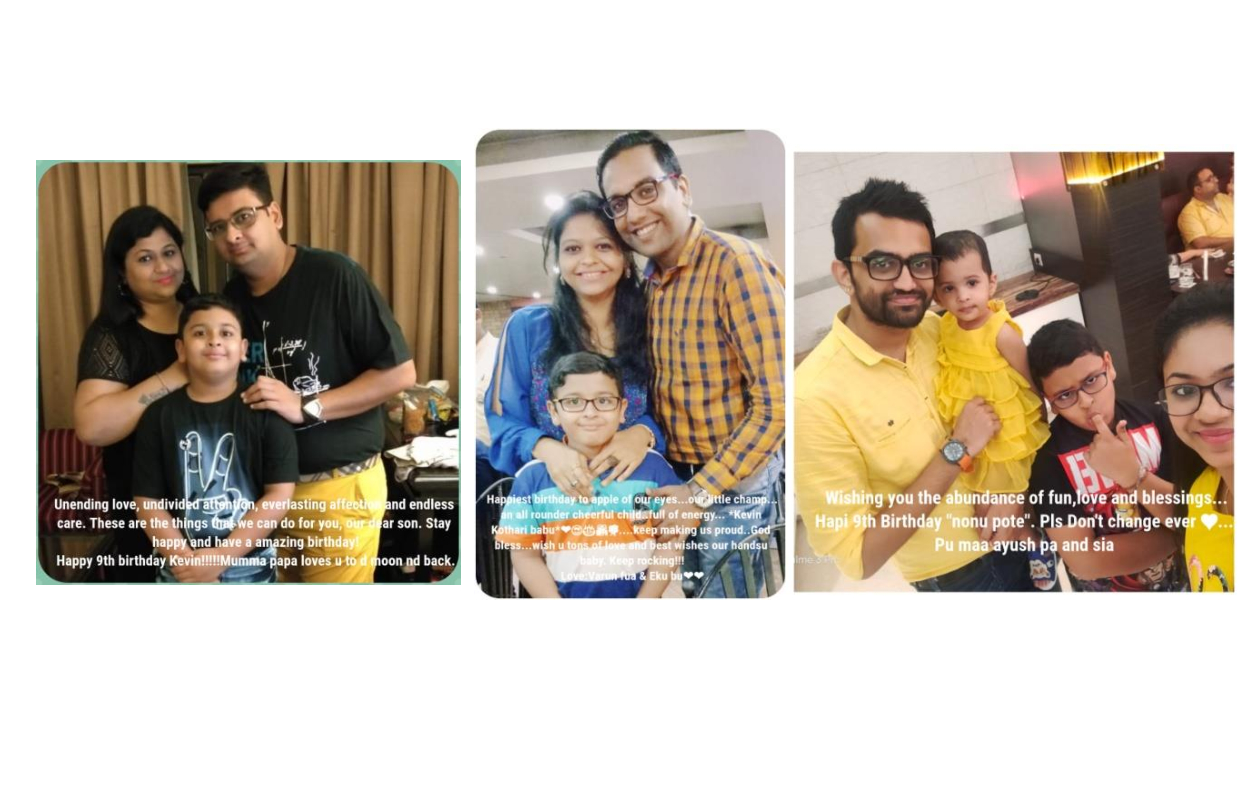 Unending love, undivided attention, everlasting affection and endless
care. These are the things that we can do for you, our dear son. Stay
happy and have a amazing birthday!
Happy 9th birthday Kevin!!!!!Mumma papa loves u to d moon nd back.
Happiest birthday to apple of our eyes...our little champ...
an all rounder cheerful child..full of energy... *Kevin
Kothari babu*❤....keep making us proud..God
bless...wish u tons of love and best wishes our handsu
baby. Keep rocking!!!
Love:Varun fua & Eku bu❤❤
Wishing you the abundance of fun,love and blessings...
Hapi 9th Birthday "nonu pote". Pls Don't change ever ♥...
Pu maa ayush pa and sia